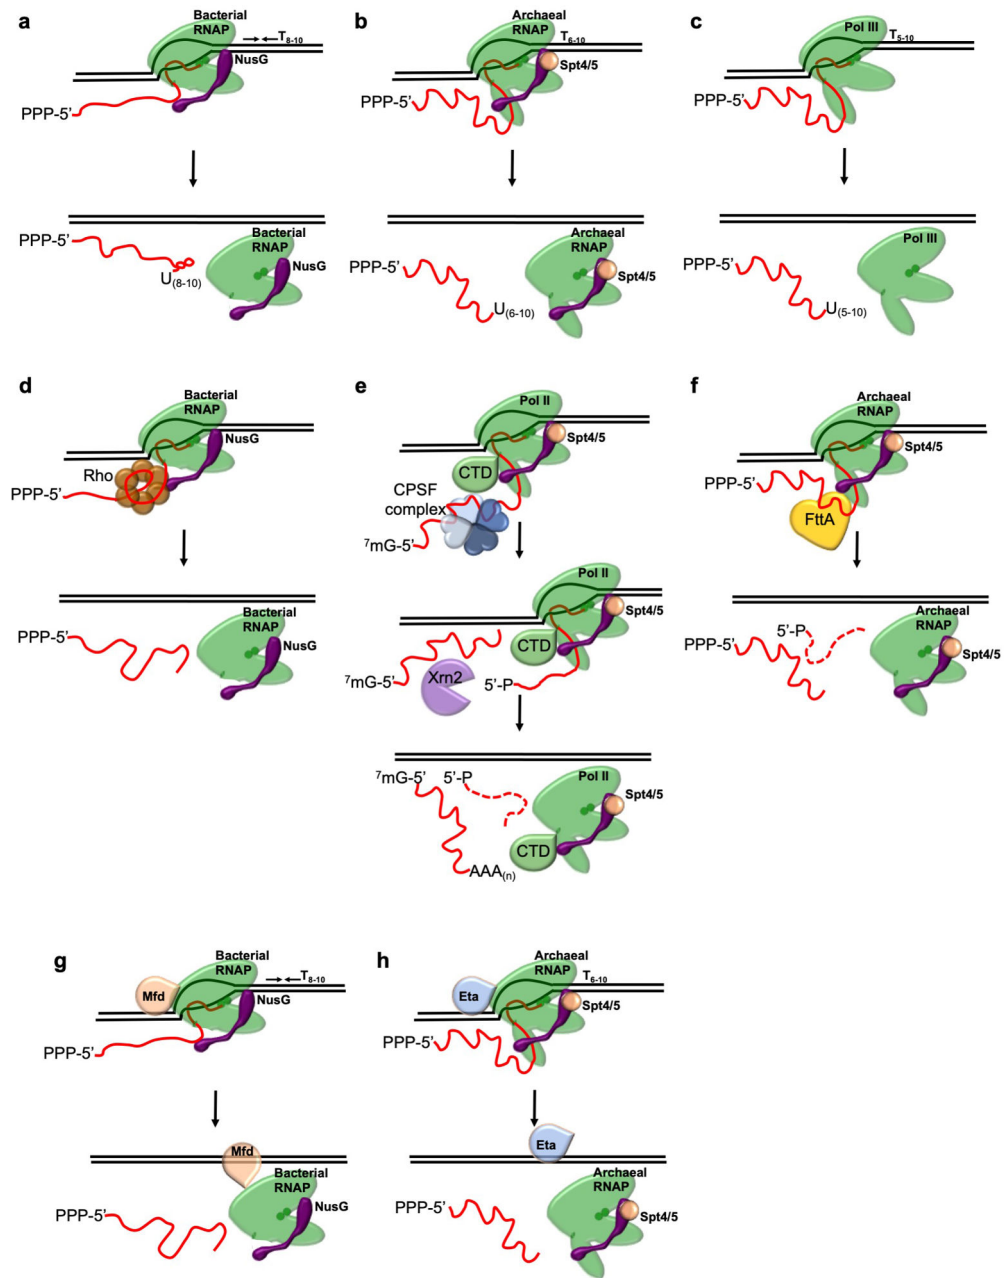 a
Bacterial
RNAP
T8-10
NusG
PPP-5’
PPP-5’
U(8-10)
Bacterial
RNAP
NusG
b
Archaeal
RNAP
T6-10
Spt4/5
PPP-5’
PPP-5’
U(6-10)
Archaeal
RNAP
Spt4/5
c
Pol III
T5-10
PPP-5’
PPP-5’
U(5-10)
Pol III
d
Bacterial
RNAP
NusG
Rho
PPP-5’
PPP-5’
Bacterial
RNAP
NusG
e
Pol II
Spt4/5
CTD
CPSF
complex
7mG-5’
Pol II
Spt4/5
CTD
Xrn2
7mG-5’
5’-P
7mG-5’ 5’-P
Pol II
Spt4/5
CTD
AAA(n)
f
Archaeal
RNAP
Spt4/5
PPP-5’
FttA
5’-P
PPP-5’
Archaeal
RNAP
Spt4/5
g
Bacterial
RNAP
T8-10
Mfd
NusG
PPP-5’
Mfd
Bacterial
RNAP
NusG
PPP-5’
h
Archaeal
RNAP
T6-10
Eta
Spt4/5
PPP-5’
Eta
Archaeal
RNAP
Spt4/5
PPP-5’